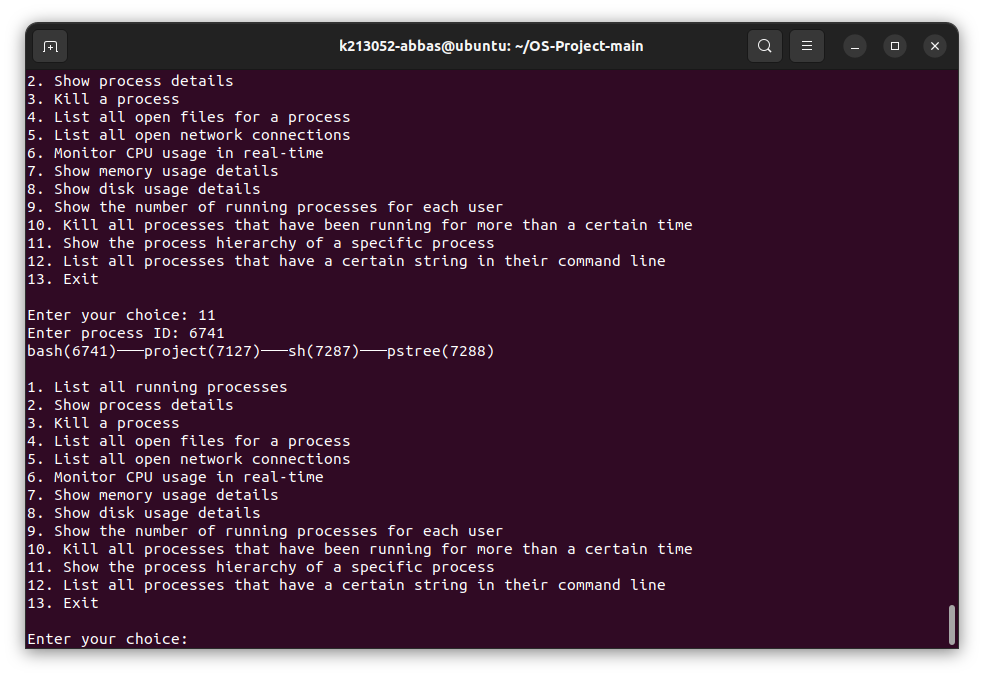 k213052-abbas@ubuntu: ~/OS-Project-main
2. Show process details
3. Kill a process
4. List all open files for a process
5. List all open network connections
6. Monitor CPU usage in real-time
7. Show memory usage details
8. Show disk usage details
9. Show the number of running processes for each user
10. Kill all processes that have been running for more than a certain time
11. Show the process hierarchy of a specific process
12. List all processes that have a certain string in their command line
13. Exit
Enter your choice: 11
Enter process ID: 6741
bash(6741)───project(7127)───sh(7287)───pstree(7288)
1. List all running processes
2. Show process details
3. Kill a process
4. List all open files for a process
5. List all open network connections
6. Monitor CPU usage in real-time
7. Show memory usage details
8. Show disk usage details
9. Show the number of running processes for each user
10. Kill all processes that have been running for more than a certain time
11. Show the process hierarchy of a specific process
12. List all processes that have a certain string in their command line
13. Exit
Enter your choice: